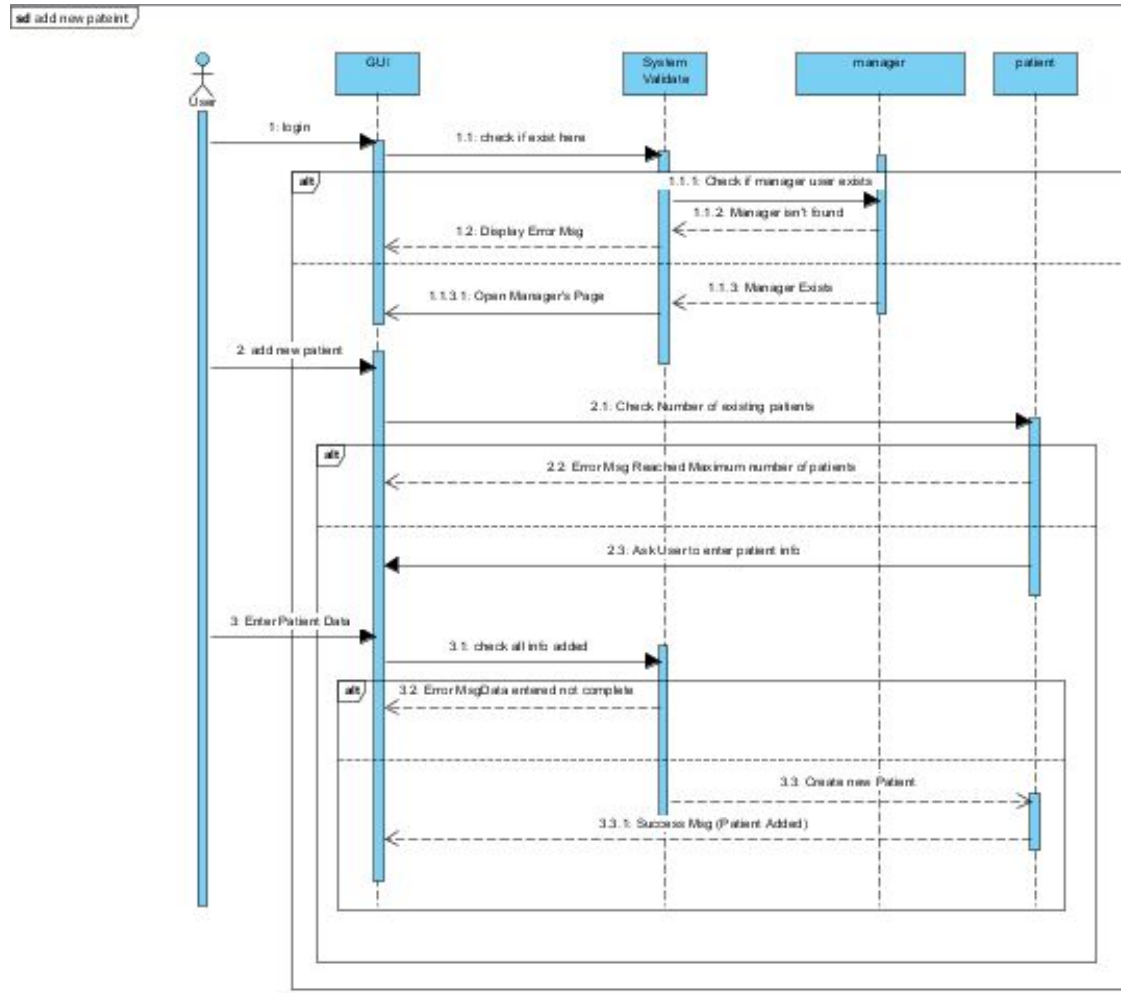 sd add new pateint
User
GUI
System
Validate
manager
patient
1: login
1.1: check if exist here
alt
1.1.1: Check if manager user exists
1.1.2: Manager isn't found
1.2: Display Error Msg
1.1.3: Manager Exists
1.1.3.1: Open Manager's Page
2: add new patient
2.1: Check Number of existing patients
alt
2.2: Error Msg Reached Maximum number of patients
2.3: Ask User to enter patient info
3: Enter Patient Data
3.1: check all info added
alt
3.2: Error MsgData entered not complete
3.3: Create new Patient
3.3.1: Success Msg (Patient Added)